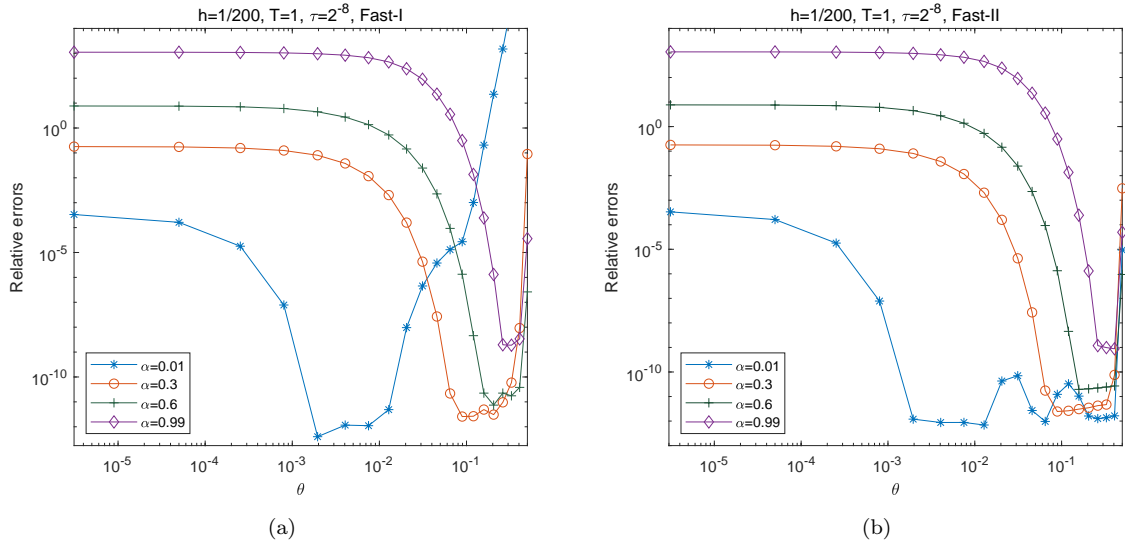 h=1/200, T=1, τ=2^-8, Fast-I
Relative errors
10^0
10^-5
10^-10
α=0.01
α=0.3
α=0.6
α=0.99
10^-5 10^-4 10^-3 10^-2 10^-1
θ
(a)
h=1/200, T=1, τ=2^-8, Fast-II
Relative errors
10^0
10^-5
10^-10
α=0.01
α=0.3
α=0.6
α=0.99
10^-5 10^-4 10^-3 10^-2 10^-1
θ
(b)